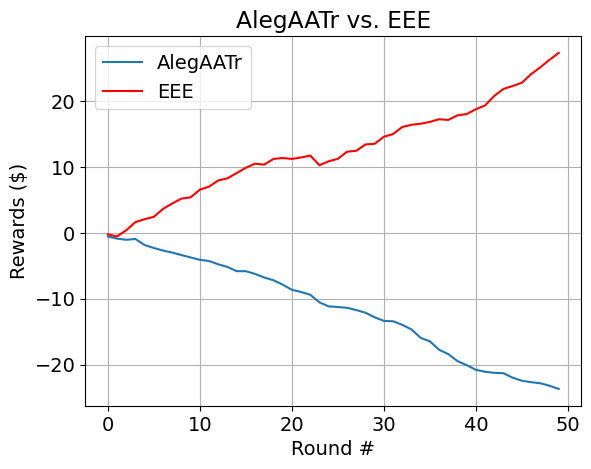 AlegAATr vs. EEE
AlegAATr
EEE
Rewards ($)
20
10
0
−10
−20
0 10 20 30 40 50
Round #